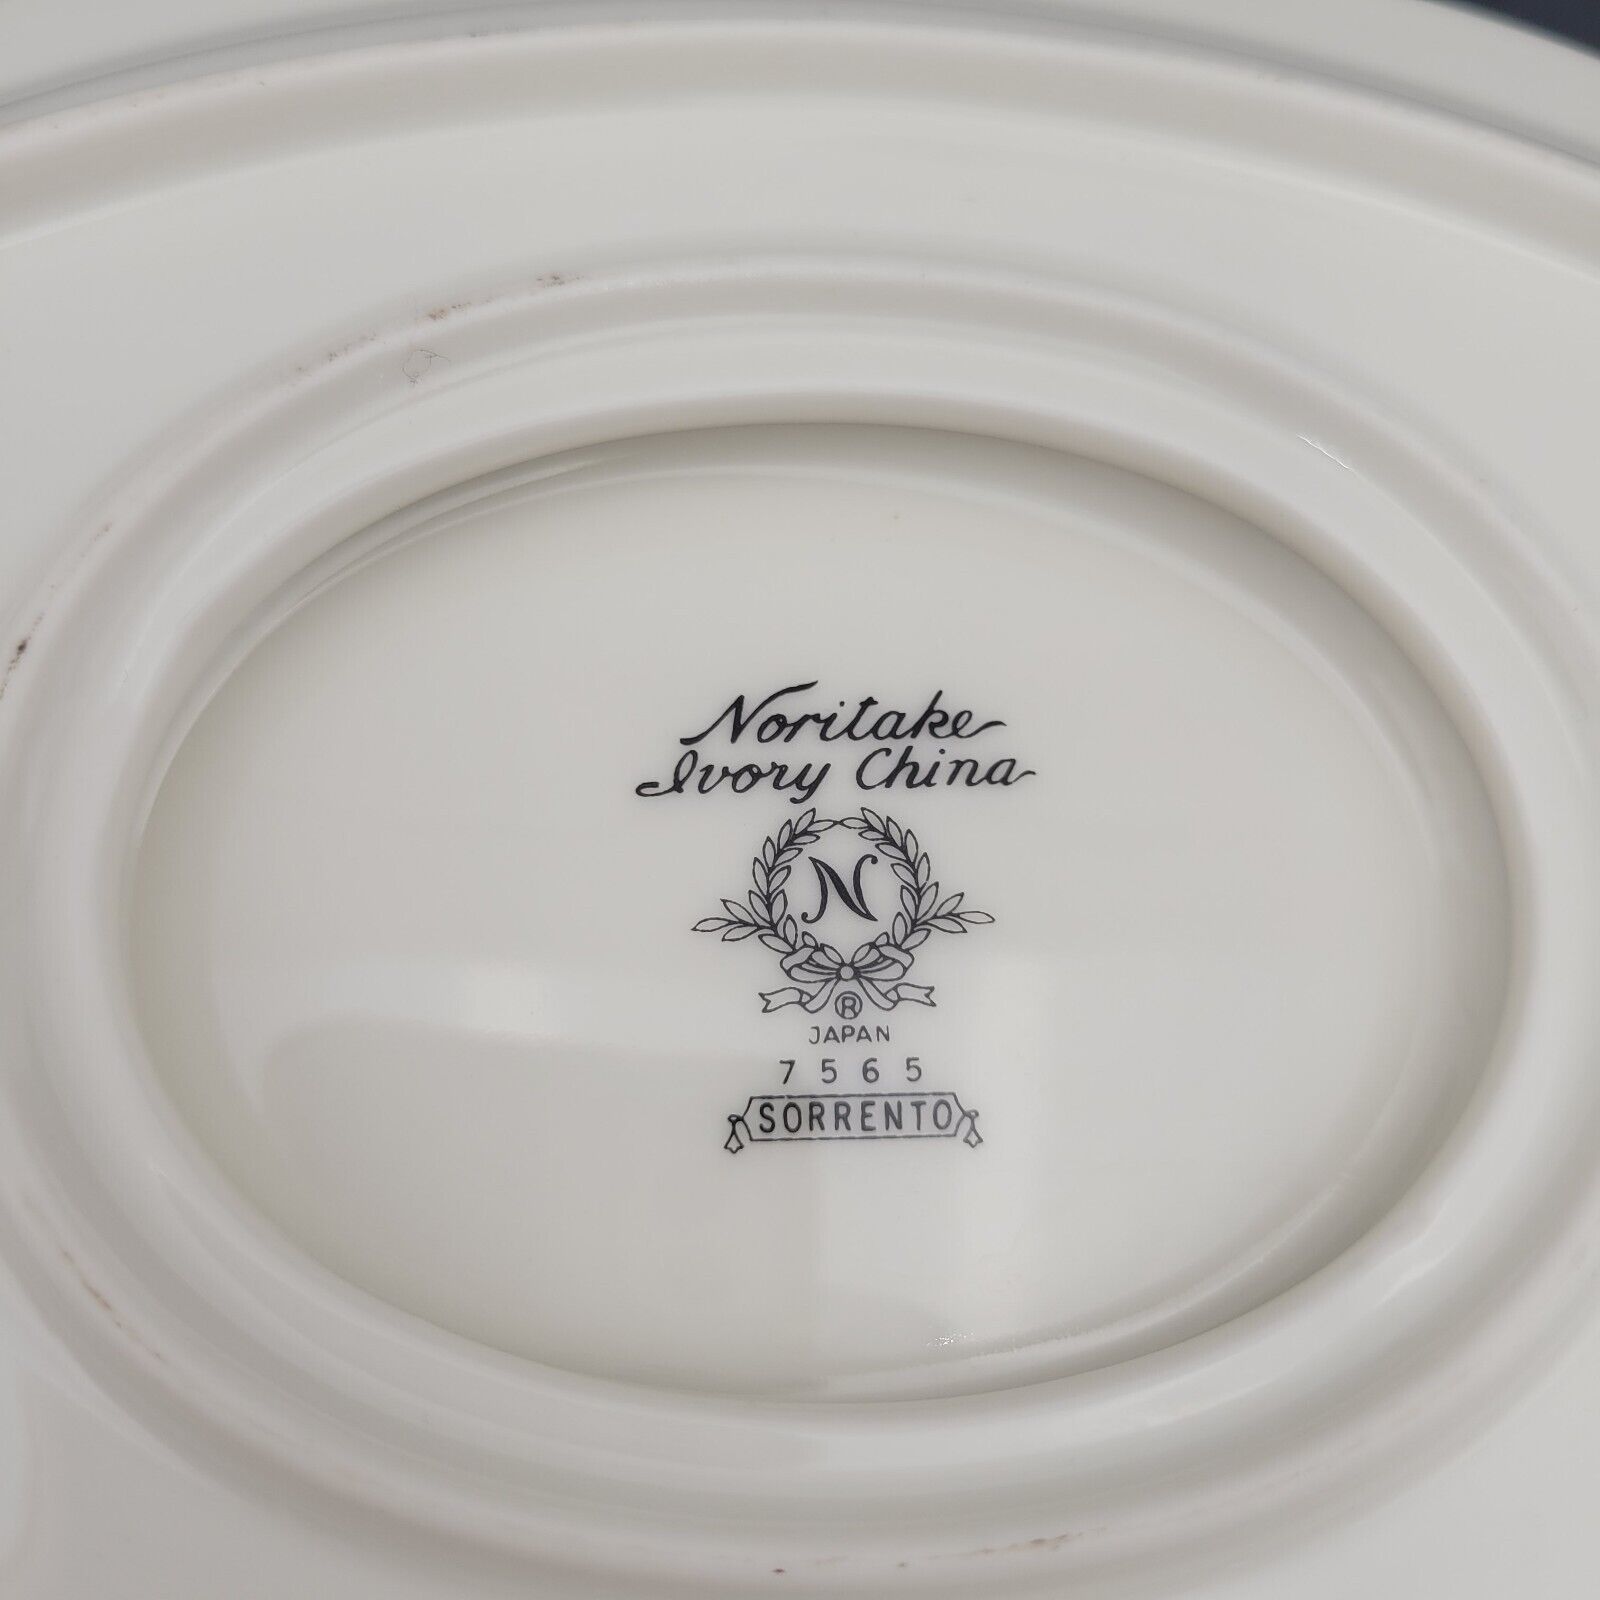 Noritake
Ivory China
N
®
JAPAN
7565
SORRENTO